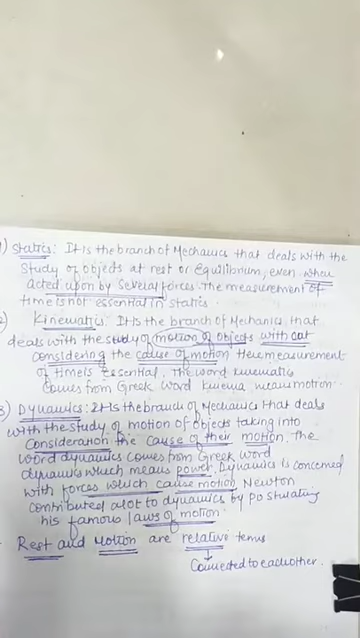 1) Statics: It is the branch of Mechanics that deals with the
Study of objects at rest or Equilibrium, even when
acted upon by several forces. The measurement of
time is not essential in statics.
Kinematics: It is the branch of Mechanics that
deals with the study of motion of objects with out
considering the cause of motion. Here measurement
of time is Essential. The word kinematics
Comes from Greek word kinema, means motion.
3) Dynamics: It is the branch of Mechanics that deals
with the study of motion of objects taking into
Consideration the cause of their motion. The
word dynamics comes from Greek word
dynamis which means power. Dynamics is concerned
with forces which cause motion. Newton
contributed a lot to dynamics by postulating
his famous laws of motion.
Rest and Motion are relative terms
Connected to each other.